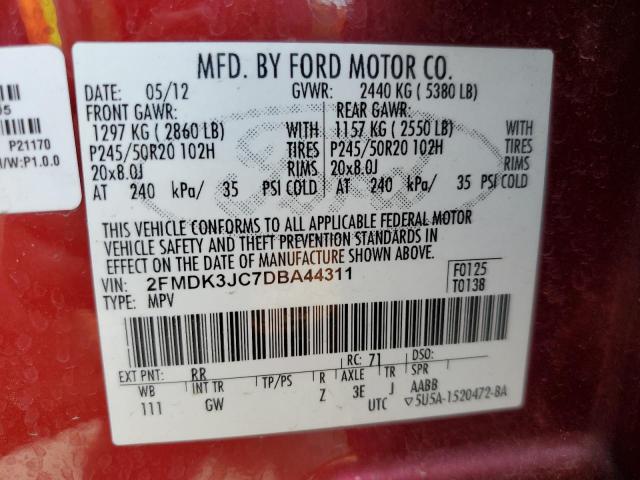 MFD. BY FORD MOTOR CO.
DATE: 05/12 GVWR: 2440 KG ( 5380 LB)
FRONT GAWR: REAR GAWR:
1297 KG ( 2860 LB) WITH 1157 KG ( 2550 LB) WITH
P245/50R20 102H TIRES P245/50R20 102H TIRES
20x8.0J RIMS 20x8.0J RIMS
AT 240 kPa/ 35 PSI COLD AT 240 kPa/ 35 PSI COLD
THIS VEHICLE CONFORMS TO ALL APPLICABLE FEDERAL MOTOR
VEHICLE SAFETY AND THEFT PREVENTION STANDARDS IN
EFFECT ON THE DATE OF MANUFACTURE SHOWN ABOVE.
VIN: 2FMDK3JC7DBA44311 F0125
TYPE: MPV T0138
EXT PNT: RR RC: 71 DSO:
WB INT TR TP/PS R AXLE TR SPR
111 GW Z 3E J AABB
UTC ▽5U5A-1520472-BA
P21170
/W:P1.0.0